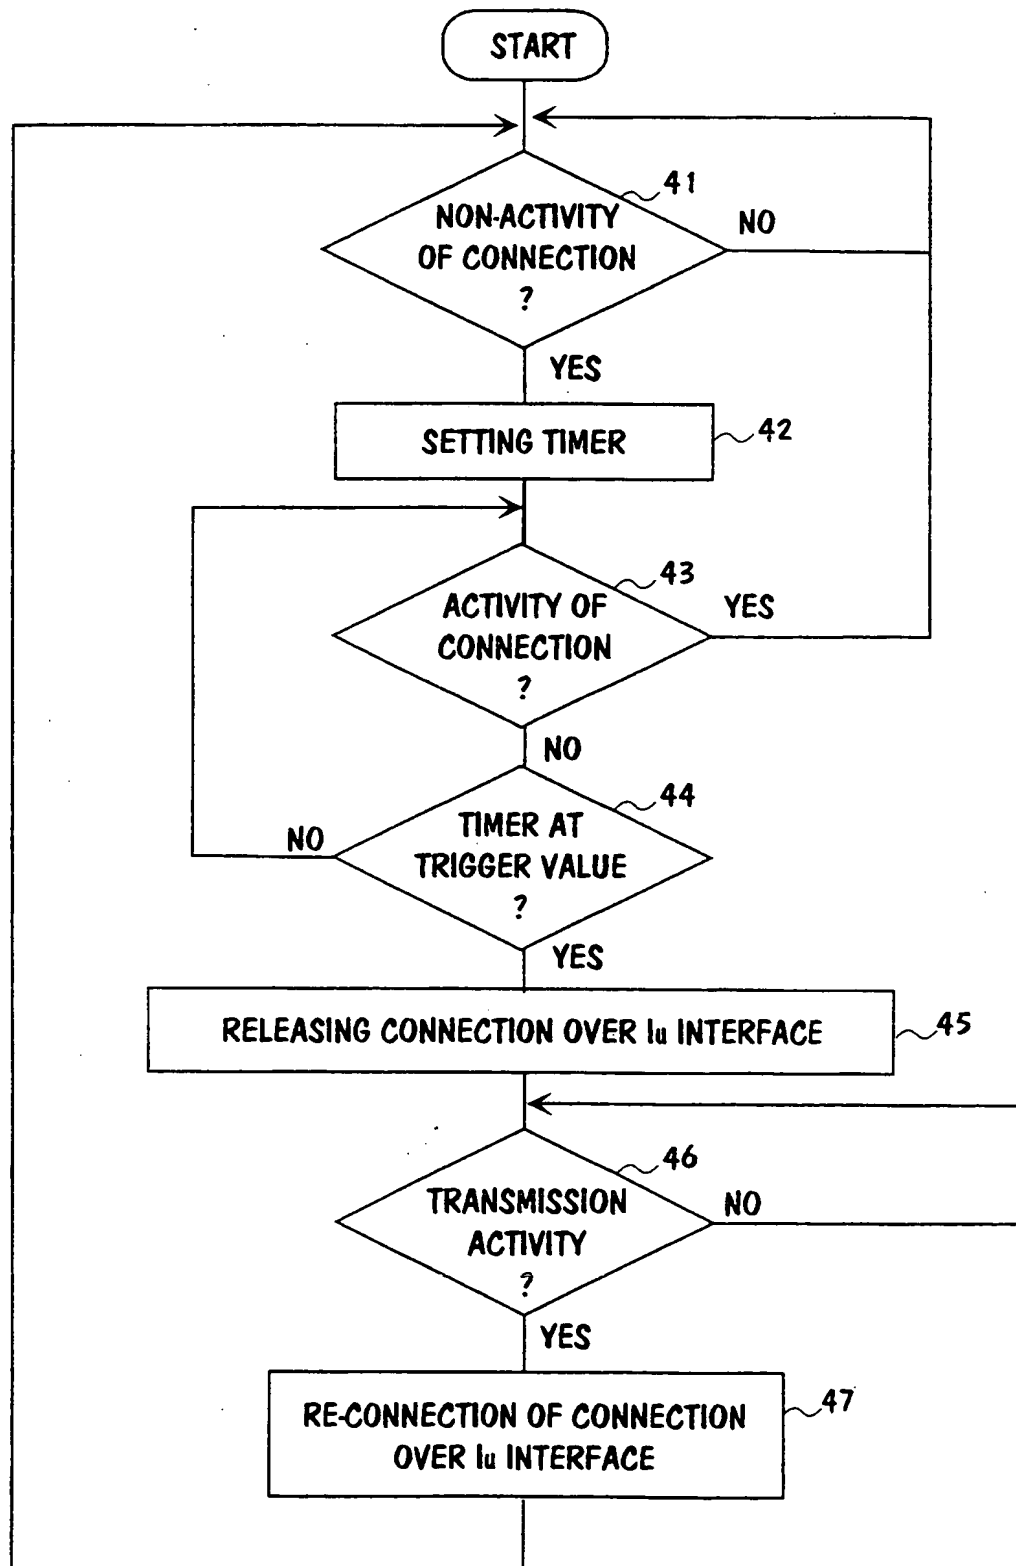 START
41
NON-ACTIVITY
OF CONNECTION
?
NO
YES
SETTING TIMER
42
43
ACTIVITY OF
CONNECTION
?
YES
NO
44
TIMER AT
TRIGGER VALUE
?
NO
YES
RELEASING CONNECTION OVER Iu INTERFACE
45
46
TRANSMISSION
ACTIVITY
?
NO
YES
47
RE-CONNECTION OF CONNECTION
OVER Iu INTERFACE